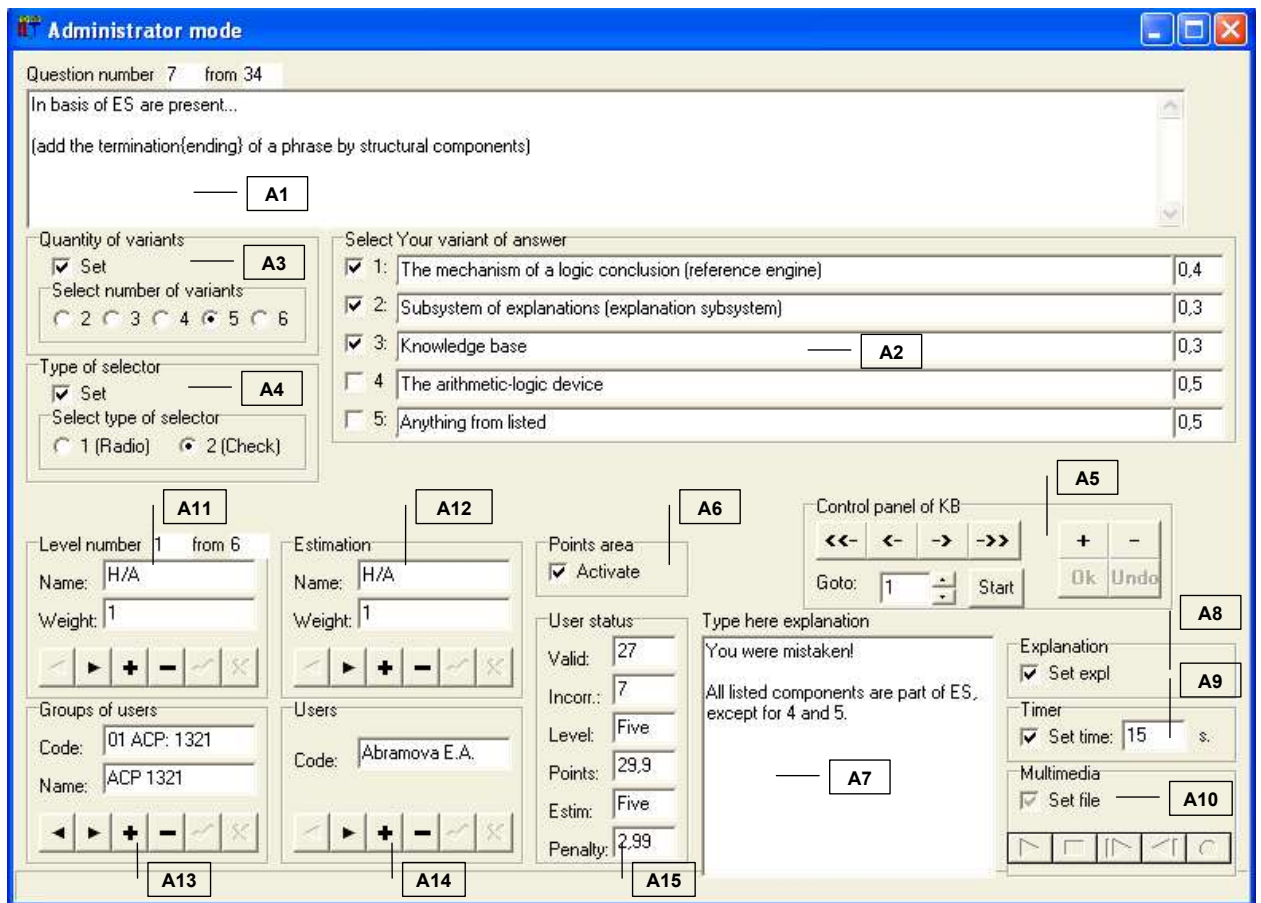 Administrator mode
Question number 7 from 34
In basis of ES are present...
(add the termination{ending} of a phrase by structural components)
A1
Quantity of variants
Set
A3
Select number of variants
2 3 4 5 6
Type of selector
Set
A4
Select type of selector
1 (Radio) 2 (Check)
Select Your variant of answer
1: The mechanism of a logic conclusion (reference engine) 0,4
2: Subsystem of explanations (explanation sybsystem) 0,3
3: Knowledge base 0,3
A2
4 The arithmetic-logic device 0,5
5: Anything from listed 0,5
A11
A12
A6
A5
Level number 1 from 6
Name: H/A
Weight: 1
Estimation
Name: H/A
Weight: 1
Points area
Activate
Control panel of KB
<<- <- -> ->> + -
Goto: 1 Start Ok Undo
A8
Groups of users
Code: 01 ACP: 1321
Name: ACP 1321
A13
Users
Code: Abramova E.A.
A14
User status
Valid: 27
Incorr.: 7
Level: Five
Points: 29,9
Estim: Five
Penalty: 2,99
A15
Type here explanation
You were mistaken!
All listed components are part of ES,
except for 4 and 5.
A7
Explanation
Set expl
A9
Timer
Set time: 15 s.
Multimedia
Set file
A10